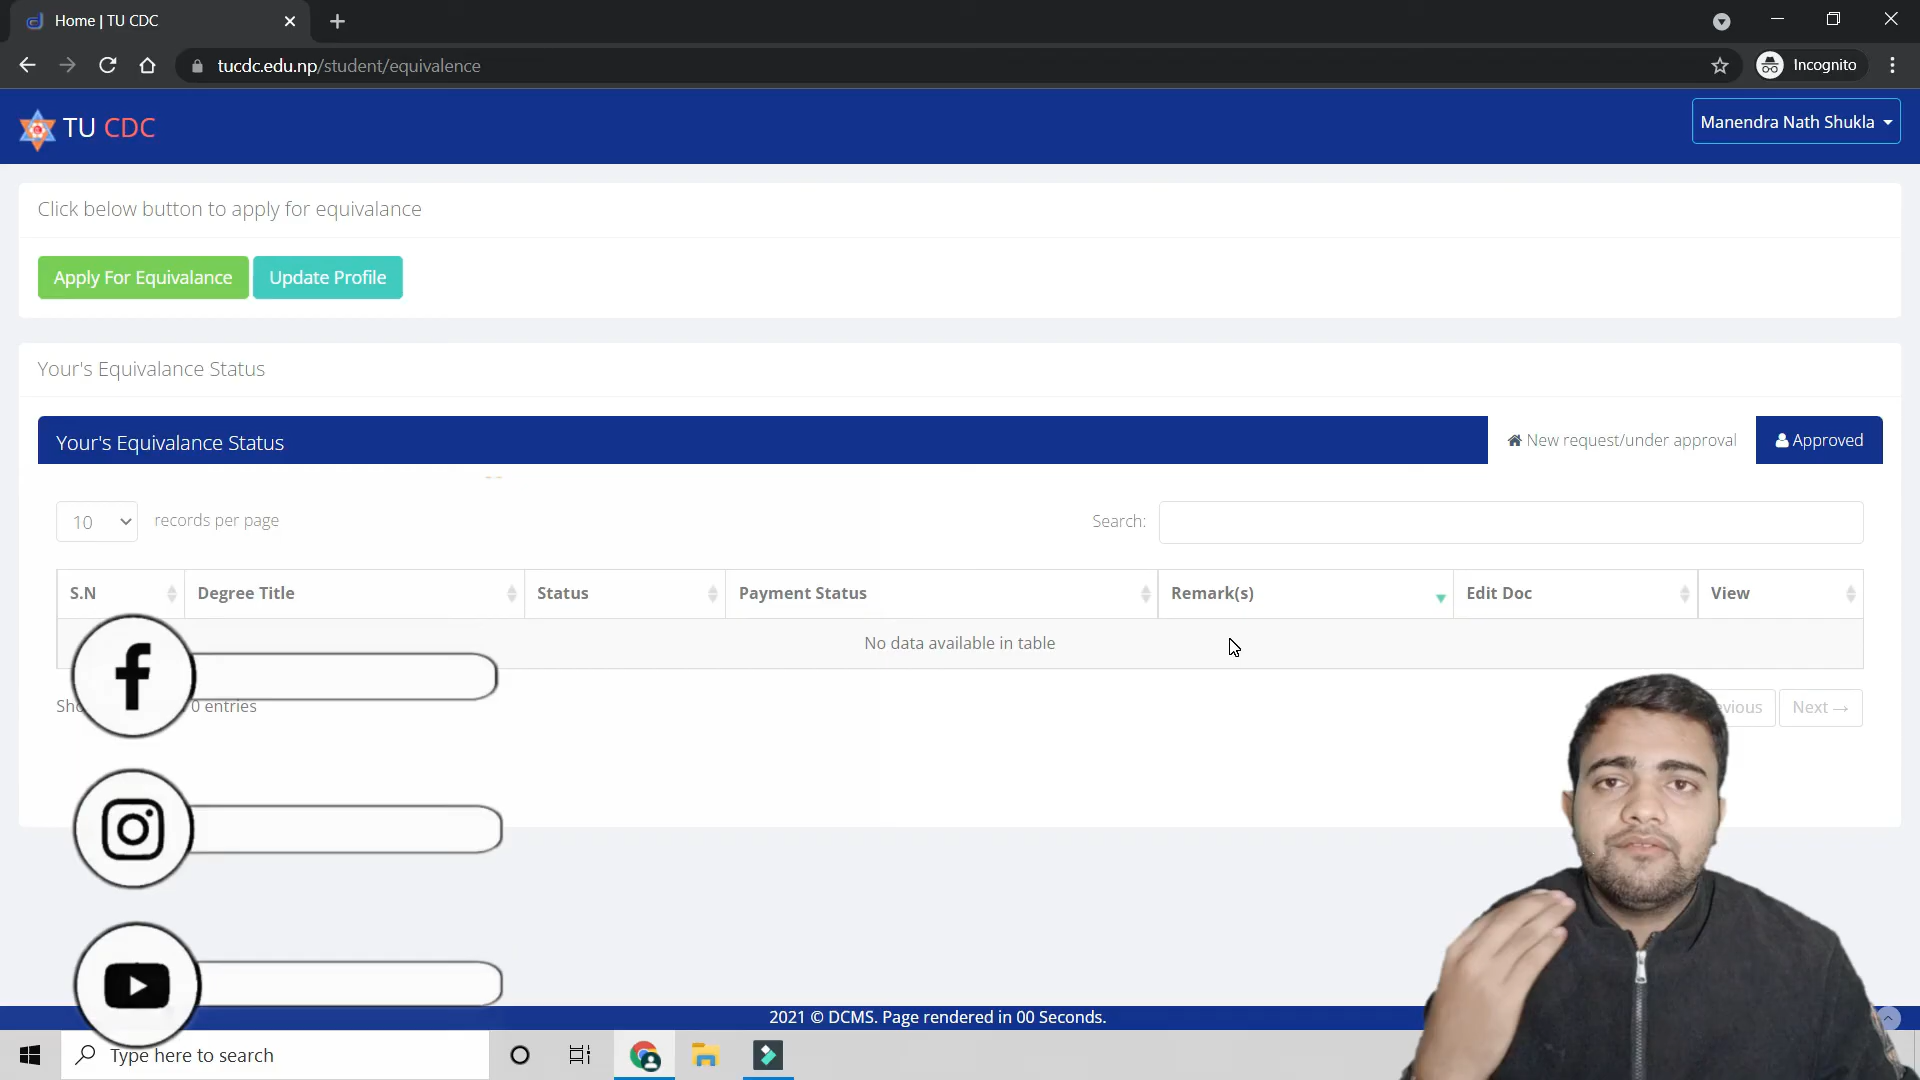 Home | TU CDC
tucdc.edu.np/student/equivalence
Incognito
TU CDC
Manendra Nath Shukla
Click below button to apply for equivalance
Apply For Equivalance
Update Profile
Your's Equivalance Status
Your's Equivalance Status
New request/under approval
Approved
10
records per page
Search:
S.N
Degree Title
Status
Payment Status
Remark(s)
Edit Doc
View
No data available in table
0 entries
Next →
2021 © DCMS. Page rendered in 00 Seconds.
Type here to search